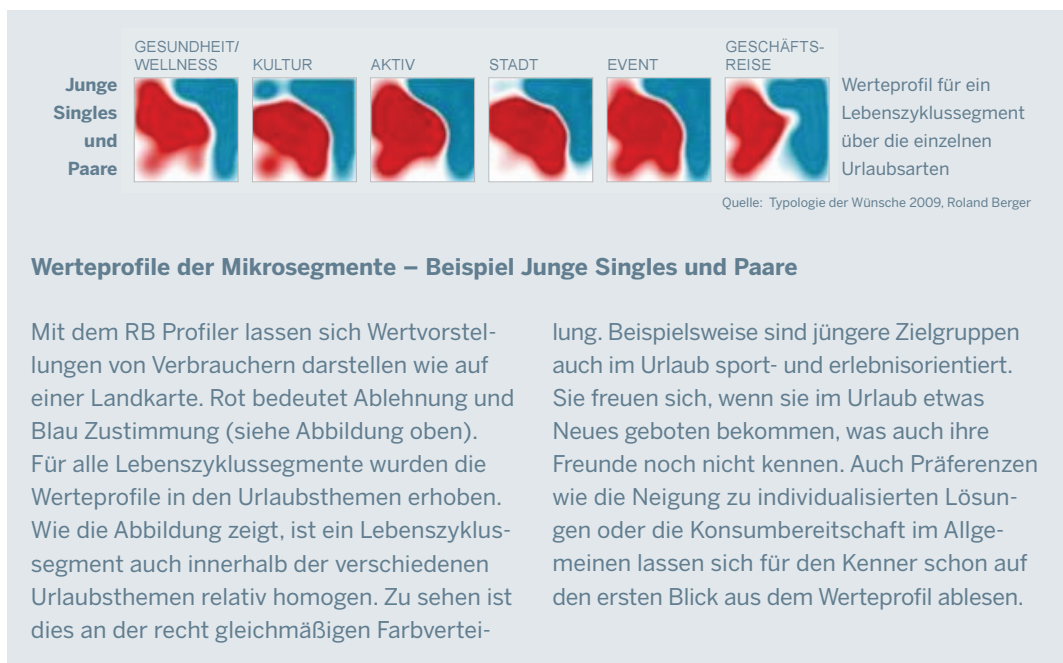 GESUNDHEIT/
WELLNESS
KULTUR
AKTIV
STADT
EVENT
GESCHÄFTS-
REISE
Junge
Singles
und
Paare
Werteprofil für ein
Lebenszyklussegment
über die einzelnen
Urlaubsarten
Quelle: Typologie der Wünsche 2009, Roland Berger
Werteprofile der Mikrosegmente – Beispiel Junge Singles und Paare
Mit dem RB Profiler lassen sich Wertvorstel-
lungen von Verbrauchern darstellen wie auf
einer Landkarte. Rot bedeutet Ablehnung und
Blau Zustimmung (siehe Abbildung oben).
Für alle Lebenszyklussegmente wurden die
Werteprofile in den Urlaubsthemen erhoben.
Wie die Abbildung zeigt, ist ein Lebenszyklus-
segment auch innerhalb der verschiedenen
Urlaubsthemen relativ homogen. Zu sehen ist
dies an der recht gleichmäßigen Farbvertei-
lung. Beispielsweise sind jüngere Zielgruppen
auch im Urlaub sport- und erlebnisorientiert.
Sie freuen sich, wenn sie im Urlaub etwas
Neues geboten bekommen, was auch ihre
Freunde noch nicht kennen. Auch Präferenzen
wie die Neigung zu individualisierten Lösun-
gen oder die Konsumbereitschaft im Allge-
meinen lassen sich für den Kenner schon auf
den ersten Blick aus dem Werteprofil ablesen.